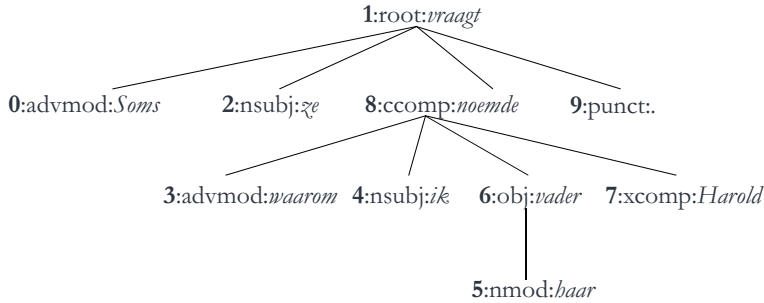 1:root:vraagt
0:advmod:Soms 2:nsubj:ze 8:ccomp:noemde 9:punct:.
3:advmod:waarom 4:nsubj:ik 6:obj:vader 7:xcomp:Harold
5:nmod:haar